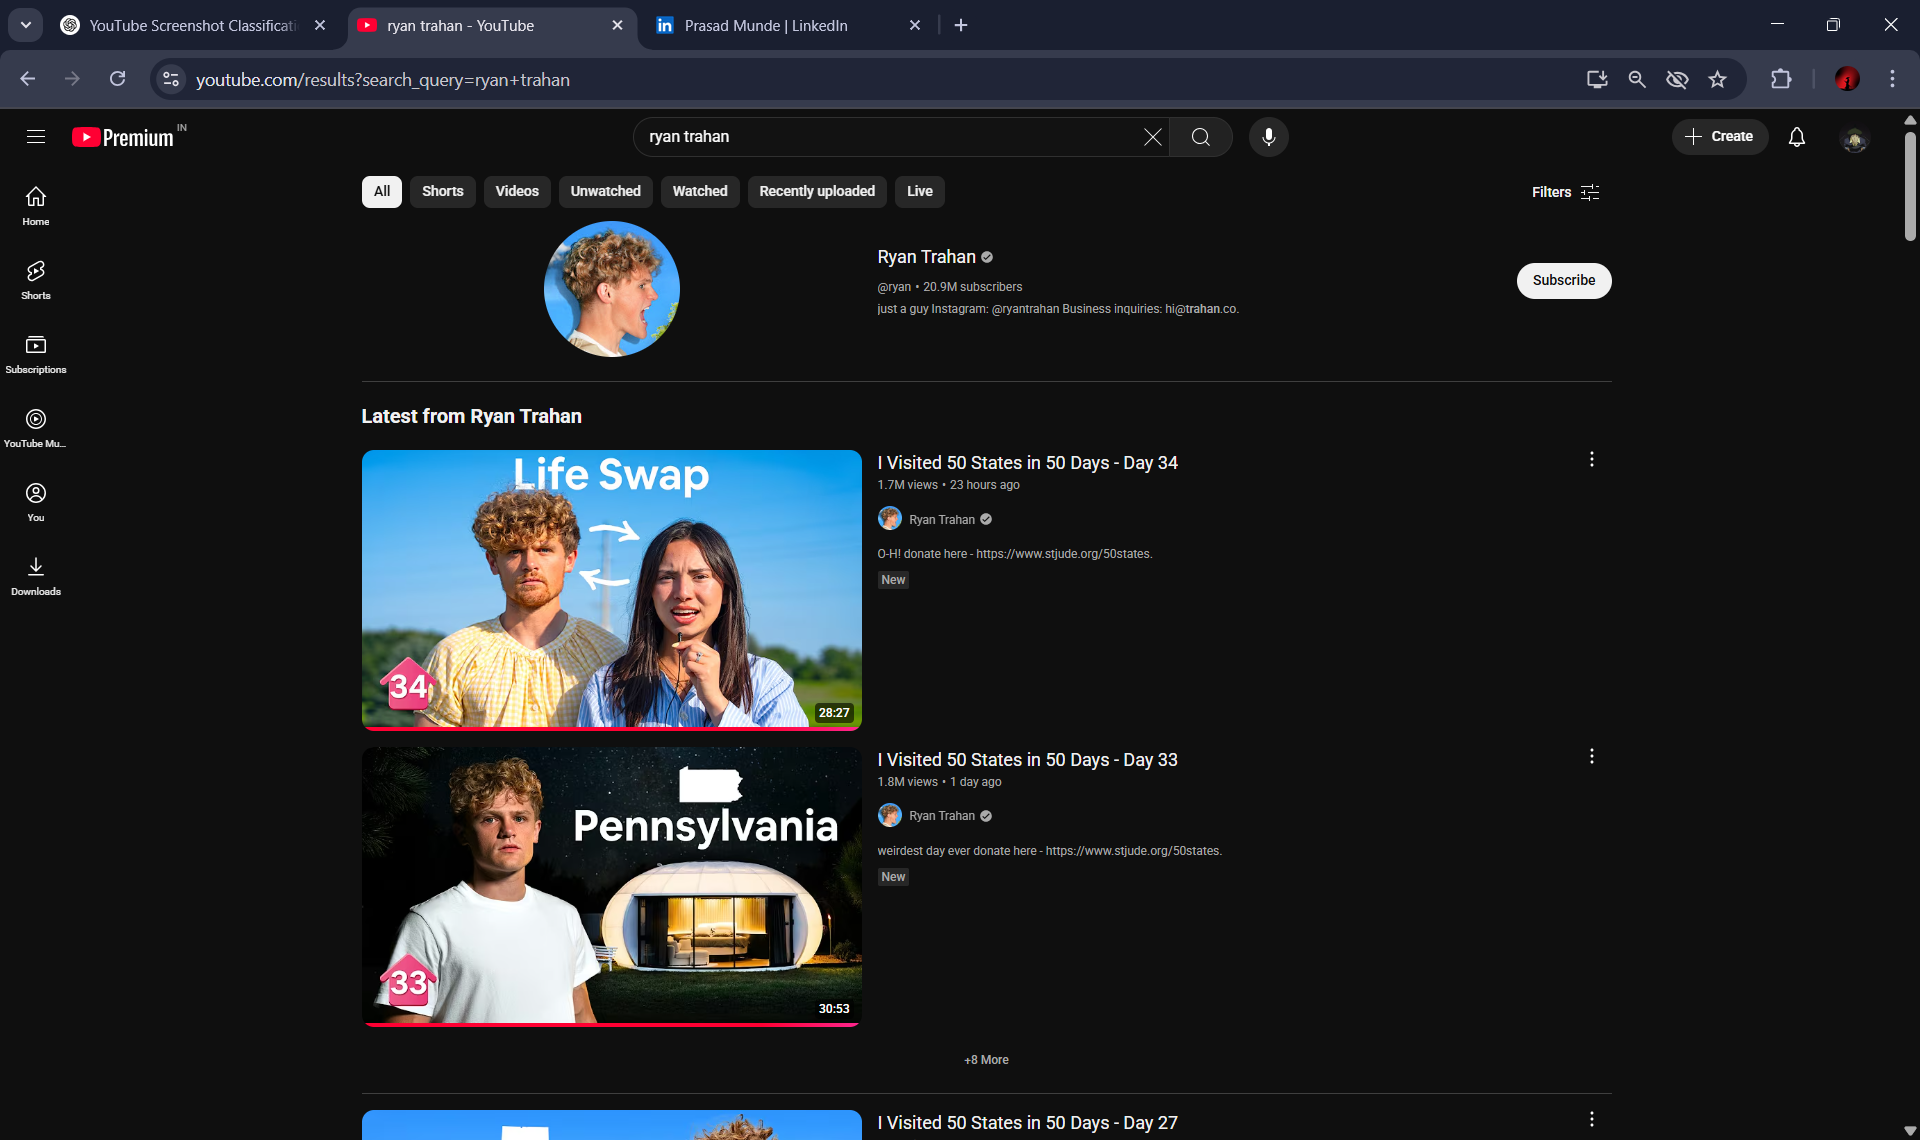 YouTube Screenshot Classificati
ryan trahan - YouTube
Prasad Munde | LinkedIn
youtube.com/results?search_query=ryan+trahan
Premium IN
ryan trahan
Create
Home
Shorts
Subscriptions
YouTube Mu...
You
Downloads
All
Shorts
Videos
Unwatched
Watched
Recently uploaded
Live
Filters
Ryan Trahan
@ryan • 20.9M subscribers
just a guy Instagram: @ryantrahan Business inquiries: hi@trahan.co.
Subscribe
Latest from Ryan Trahan
Life Swap
34
28:27
I Visited 50 States in 50 Days - Day 34
1.7M views • 23 hours ago
Ryan Trahan
O-H! donate here - https://www.stjude.org/50states.
New
Pennsylvania
33
30:53
I Visited 50 States in 50 Days - Day 33
1.8M views • 1 day ago
Ryan Trahan
weirdest day ever donate here - https://www.stjude.org/50states.
New
+8 More
I Visited 50 States in 50 Days - Day 27